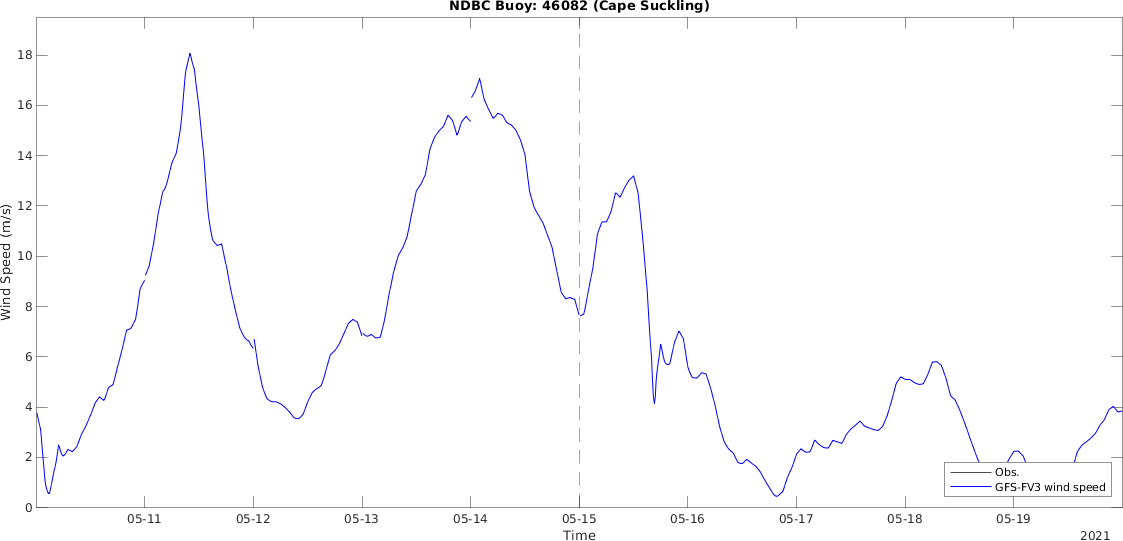 NDBC Buoy: 46082 (Cape Suckling)
Wind Speed (m/s)
18
16
14
12
10
8
6
4
2
0
Obs.
GFS-FV3 wind speed
05-11 05-12 05-13 05-14 05-15 05-16 05-17 05-18 05-19
Time
2021